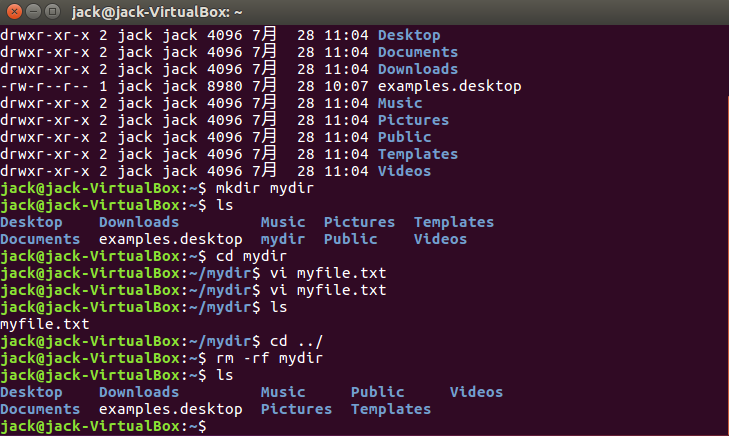 jack@jack-VirtualBox: ~
drwxr-xr-x 2 jack jack 4096 7月  28 11:04 Desktop
drwxr-xr-x 2 jack jack 4096 7月  28 11:04 Documents
drwxr-xr-x 2 jack jack 4096 7月  28 11:04 Downloads
-rw-r--r-- 1 jack jack 8980 7月  28 10:07 examples.desktop
drwxr-xr-x 2 jack jack 4096 7月  28 11:04 Music
drwxr-xr-x 2 jack jack 4096 7月  28 11:04 Pictures
drwxr-xr-x 2 jack jack 4096 7月  28 11:04 Public
drwxr-xr-x 2 jack jack 4096 7月  28 11:04 Templates
drwxr-xr-x 2 jack jack 4096 7月  28 11:04 Videos
jack@jack-VirtualBox:~$ mkdir mydir
jack@jack-VirtualBox:~$ ls
Desktop    Downloads         Music  Pictures  Templates
Documents  examples.desktop  mydir  Public    Videos
jack@jack-VirtualBox:~$ cd mydir
jack@jack-VirtualBox:~/mydir$ vi myfile.txt
jack@jack-VirtualBox:~/mydir$ vi myfile.txt
jack@jack-VirtualBox:~/mydir$ ls
myfile.txt
jack@jack-VirtualBox:~/mydir$ cd ../
jack@jack-VirtualBox:~$ rm -rf mydir
jack@jack-VirtualBox:~$ ls
Desktop    Downloads         Music     Public     Videos
Documents  examples.desktop  Pictures  Templates
jack@jack-VirtualBox:~$